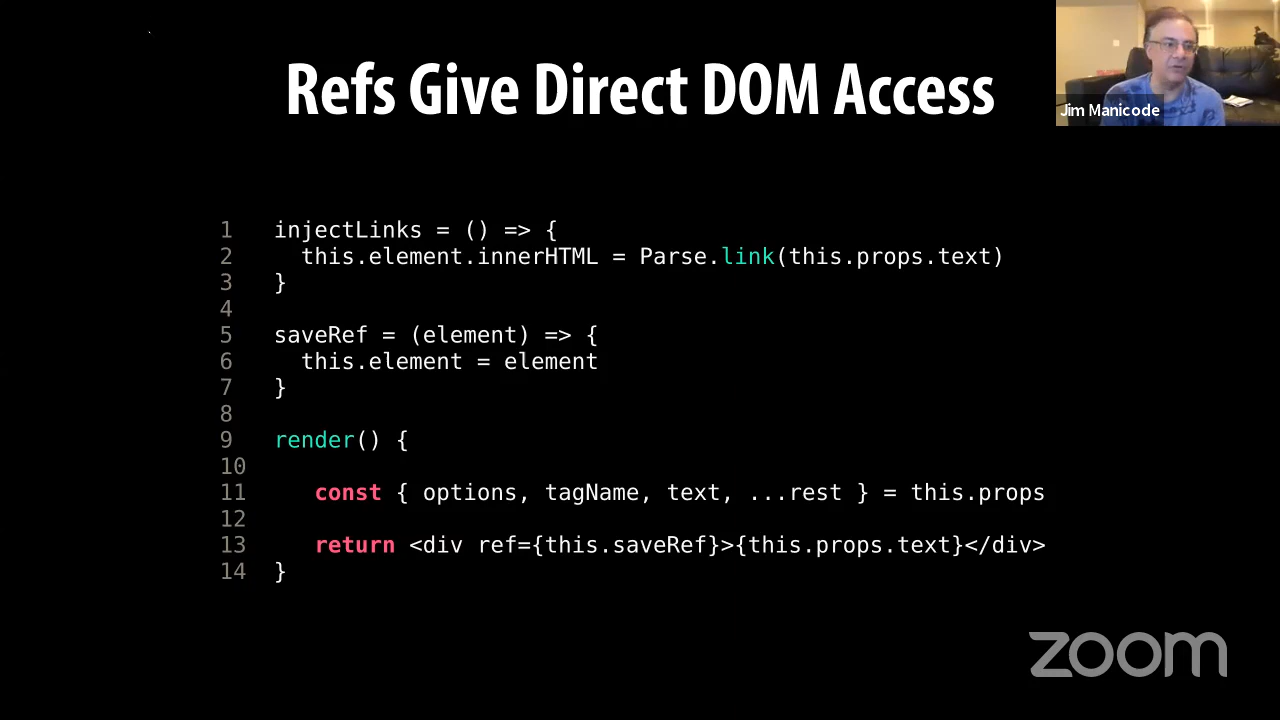 Refs Give Direct DOM Access
Jim Manicode
1 injectLinks = () => {
2   this.element.innerHTML = Parse.link(this.props.text)
3 }
4
5 saveRef = (element) => {
6   this.element = element
7 }
8
9 render() {
10
11    const { options, tagName, text, ...rest } = this.props
12
13    return <div ref={this.saveRef}>{this.props.text}</div>
14 }
zoom